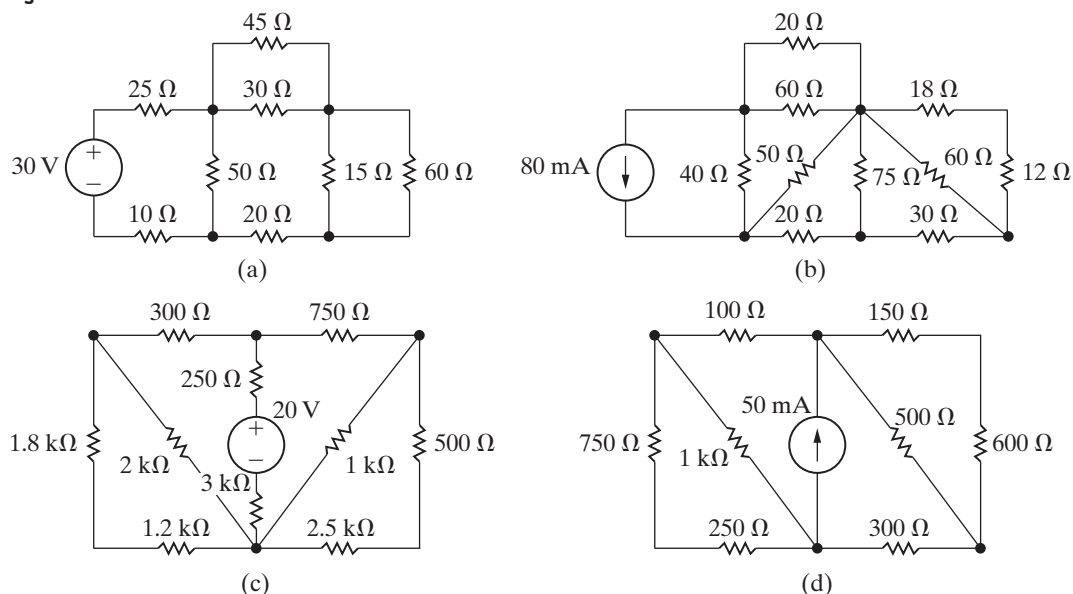 45 Ω
25 Ω
30 Ω
30 V
+
−
50 Ω
15 Ω
60 Ω
10 Ω
20 Ω
(a)
20 Ω
60 Ω
18 Ω
80 mA
40 Ω
50 Ω
75 Ω
60 Ω
12 Ω
20 Ω
30 Ω
(b)
300 Ω
750 Ω
250 Ω
20 V
+
−
1.8 kΩ
2 kΩ
3 kΩ
1 kΩ
500 Ω
1.2 kΩ
2.5 kΩ
(c)
100 Ω
150 Ω
50 mA
750 Ω
1 kΩ
500 Ω
600 Ω
250 Ω
300 Ω
(d)